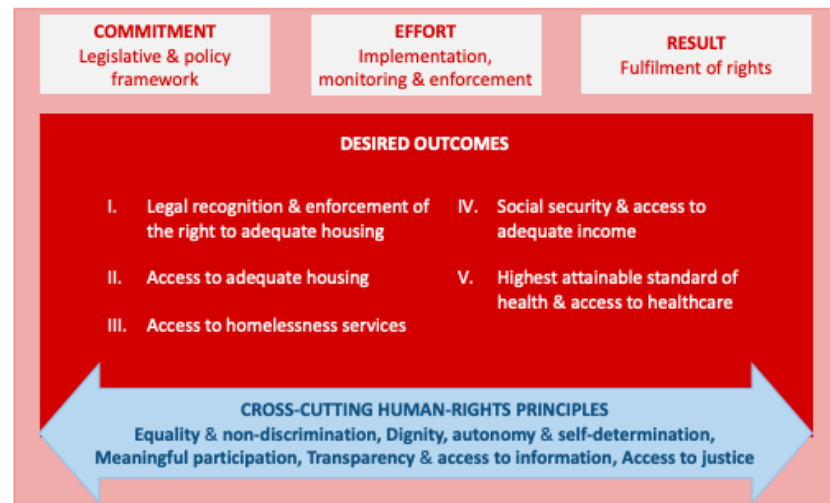 COMMITMENT
Legislative & policy
framework
EFFORT
Implementation,
monitoring & enforcement
RESULT
Fulfilment of rights
DESIRED OUTCOMES
I. Legal recognition & enforcement of
the right to adequate housing
II. Access to adequate housing
III. Access to homelessness services
IV. Social security & access to
adequate income
V. Highest attainable standard of
health & access to healthcare
CROSS-CUTTING HUMAN-RIGHTS PRINCIPLES
Equality & non-discrimination, Dignity, autonomy & self-determination,
Meaningful participation, Transparency & access to information, Access to justice